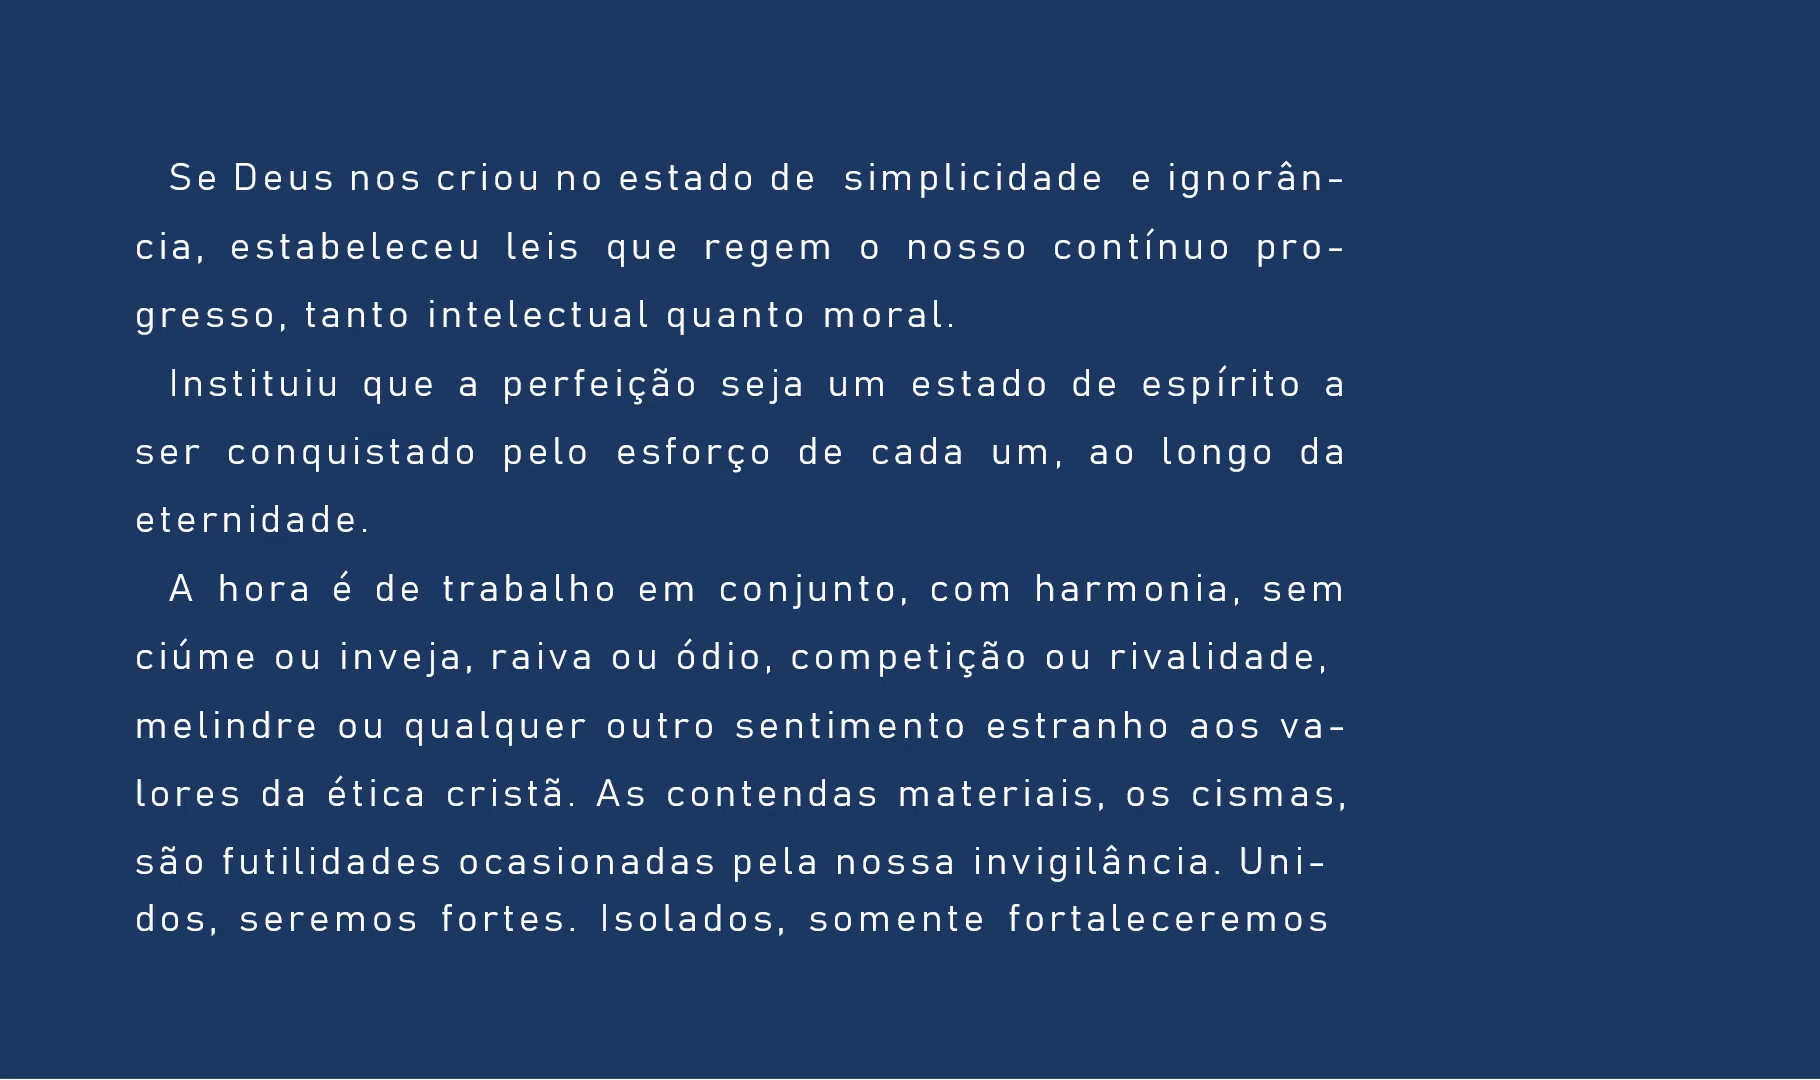 Se Deus nos criou no estado de simplicidade e ignorân-
cia, estabeleceu leis que regem o nosso contínuo pro-
gresso, tanto intelectual quanto moral.
Instituiu que a perfeição seja um estado de espírito a
ser conquistado pelo esforço de cada um, ao longo da
eternidade.
A hora é de trabalho em conjunto, com harmonia, sem
ciúme ou inveja, raiva ou ódio, competição ou rivalidade,
melindre ou qualquer outro sentimento estranho aos va-
lores da ética cristã. As contendas materiais, os cismas,
são futilidades ocasionadas pela nossa invigilância. Uni-
dos, seremos fortes. Isolados, somente fortaleceremos